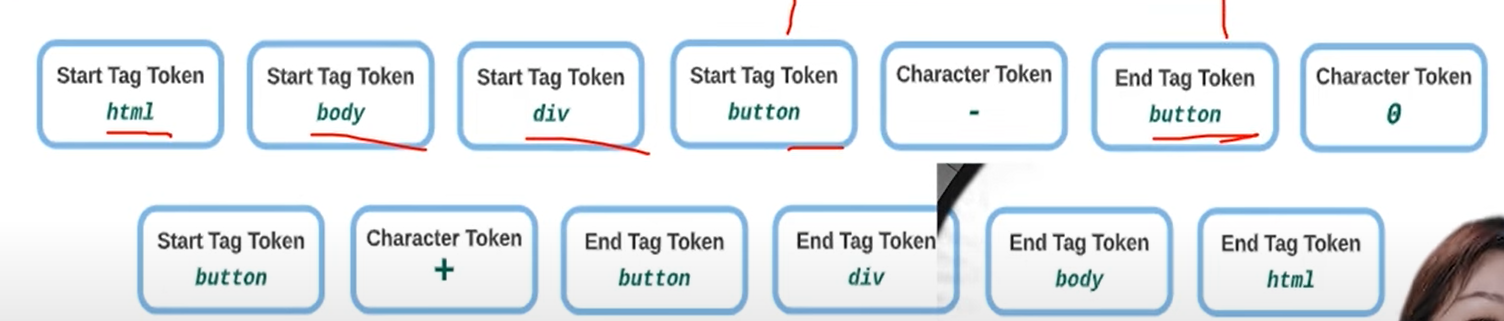 Start Tag Token
html
Start Tag Token
body
Start Tag Token
div
Start Tag Token
button
Character Token
-
End Tag Token
button
Character Token
0
Start Tag Token
button
Character Token
+
End Tag Token
button
End Tag Token
div
End Tag Token
body
End Tag Token
html